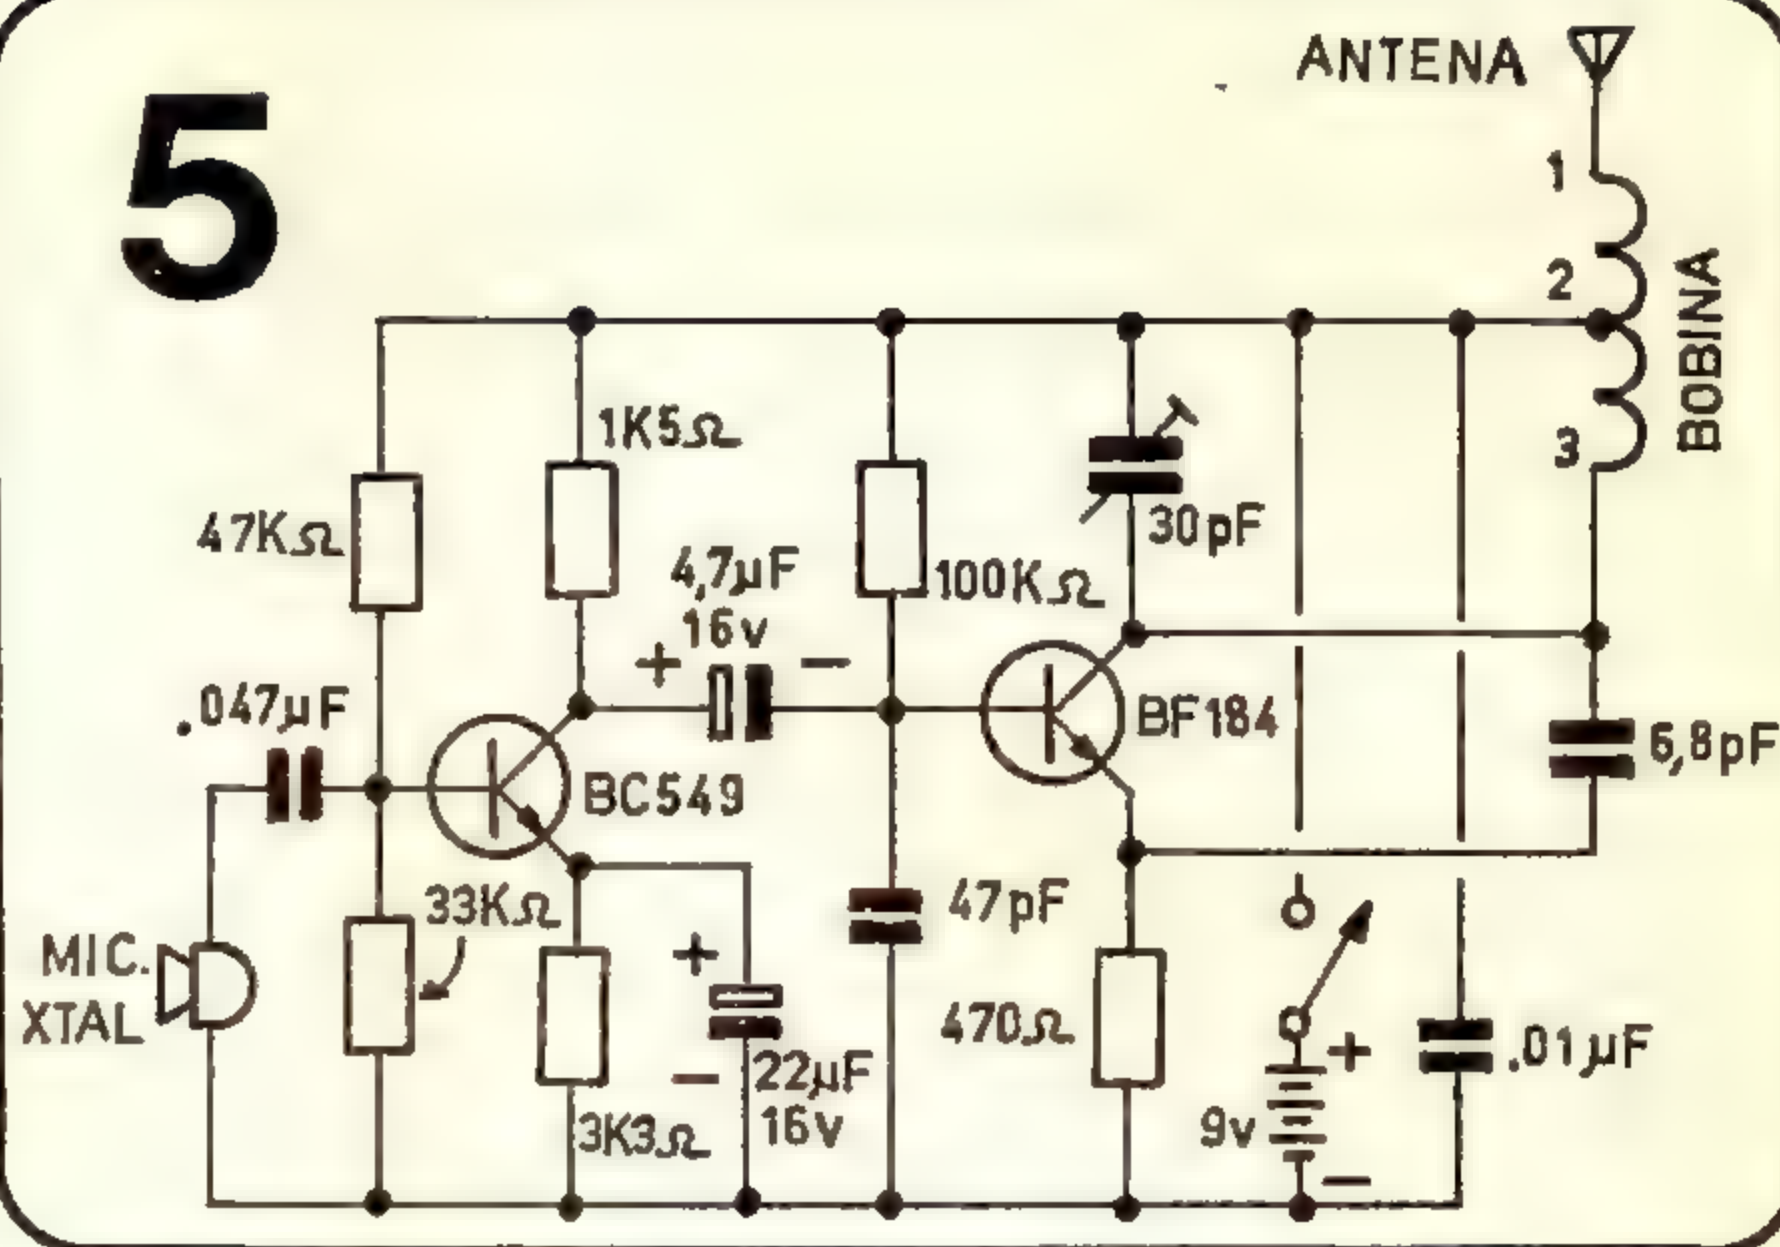 5
ANTENA
1
2
3
BOBINA
1K5Ω
47KΩ
4,7µF
16v
+
−
100KΩ
30pF
.047µF
BC549
BF184
6,8pF
33KΩ
47pF
MIC.
XTAL
+
−
22µF
16v
3K3Ω
470Ω
+
9v
−
.01µF